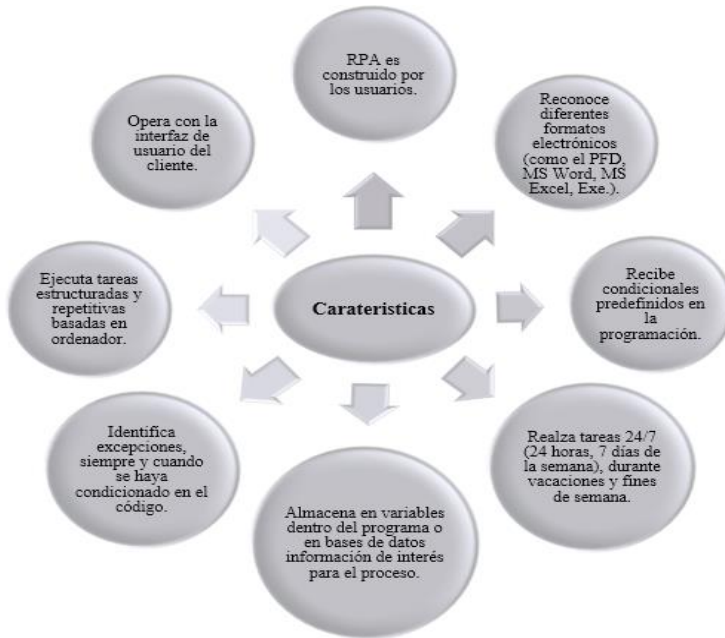 RPA es
construido por
los usuarios.
Reconoce
diferentes
formatos
electrónicos
(como el PFD,
MS Word, MS
Excel, Exe.).
Recibe
condicionales
predefinidos en
la
programación.
Realza tareas 24/7
(24 horas, 7 días de
la semana), durante
vacaciones y fines
de semana.
Almacena en variables
dentro del programa o
en bases de datos
información de interés
para el proceso.
Identifica
excepciones,
siempre y cuando
se haya
condicionado en el
código.
Ejecuta tareas
estructuradas y
repetitivas
basadas en
ordenador.
Opera con la
interfaz de
usuario del
cliente.
Carateristicas